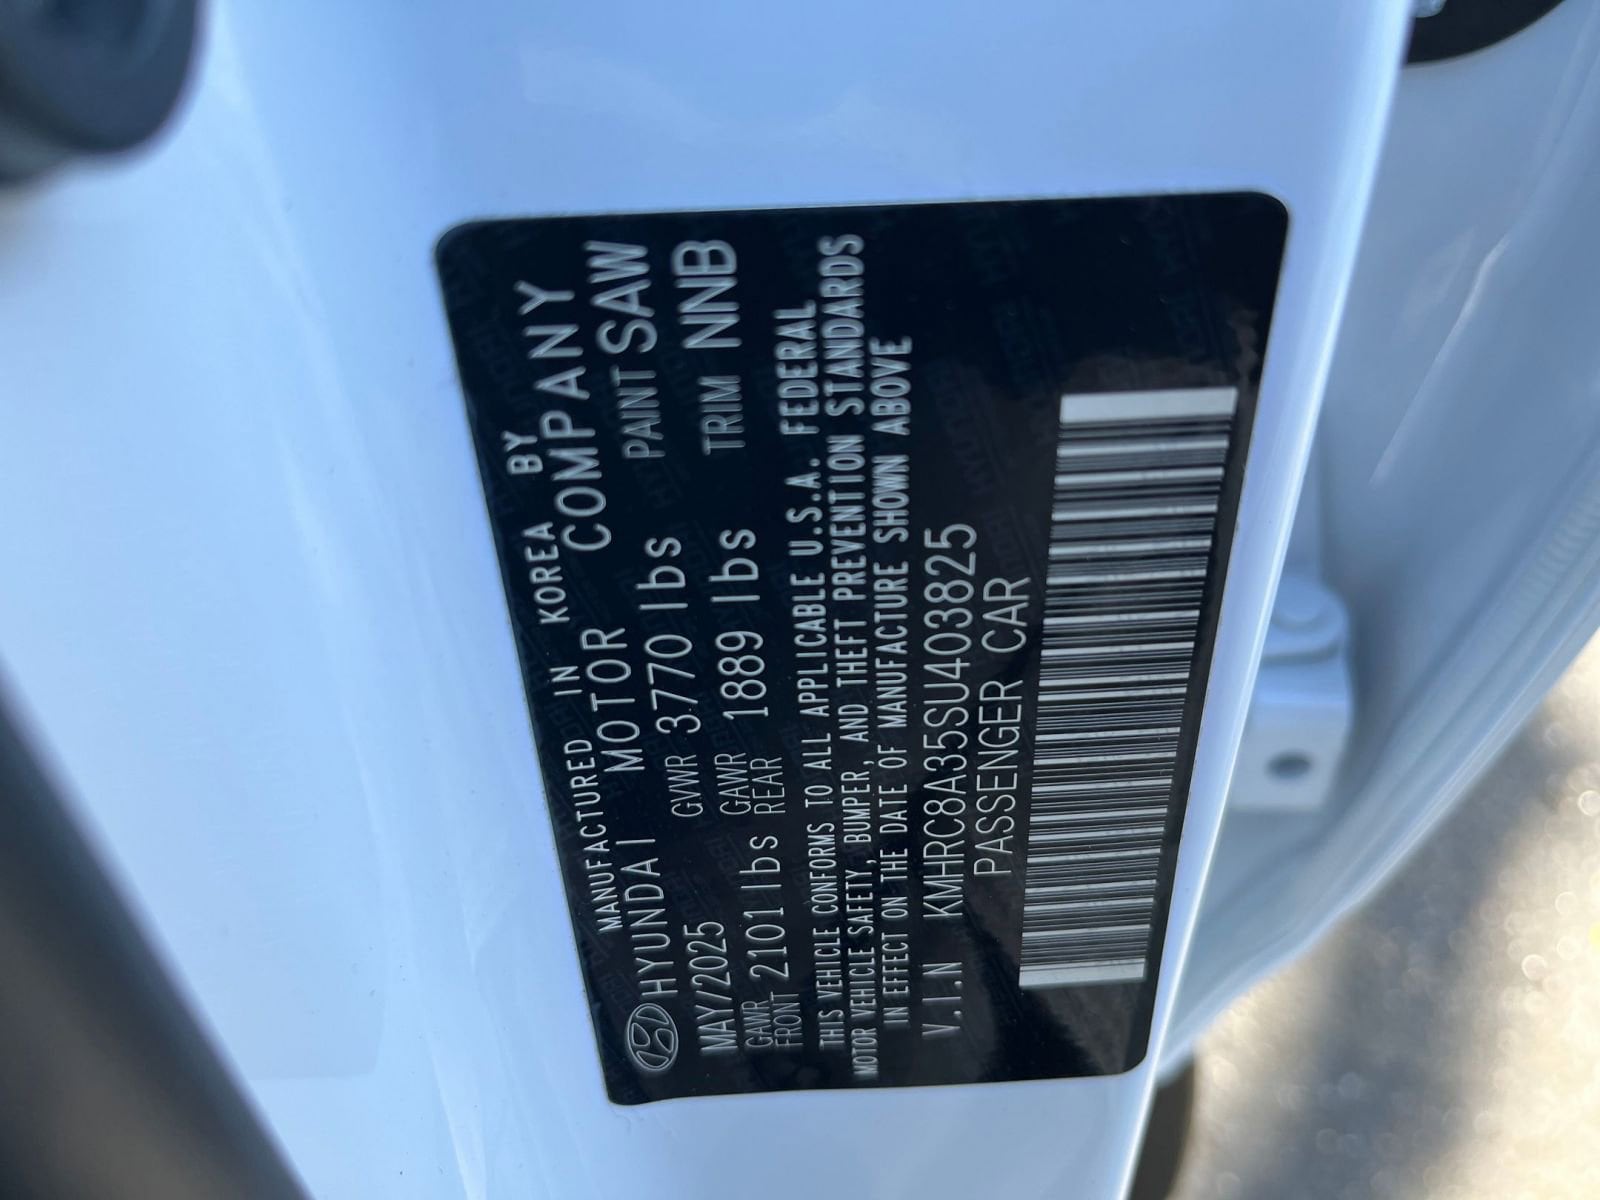 MANUFACTURED IN KOREA BY
HYUNDAI MOTOR COMPANY
MAY/2025 GVWR 3770 lbs PAINT SAW
GAWR FRONT 2101 lbs GAWR REAR 1889 lbs TRIM NNB
THIS VEHICLE CONFORMS TO ALL APPLICABLE U.S.A. FEDERAL
MOTOR VEHICLE SAFETY, BUMPER, AND THEFT PREVENTION STANDARDS
IN EFFECT ON THE DATE OF MANUFACTURE SHOWN ABOVE
V.I.N KMHRC8A35SU403825
PASSENGER CAR